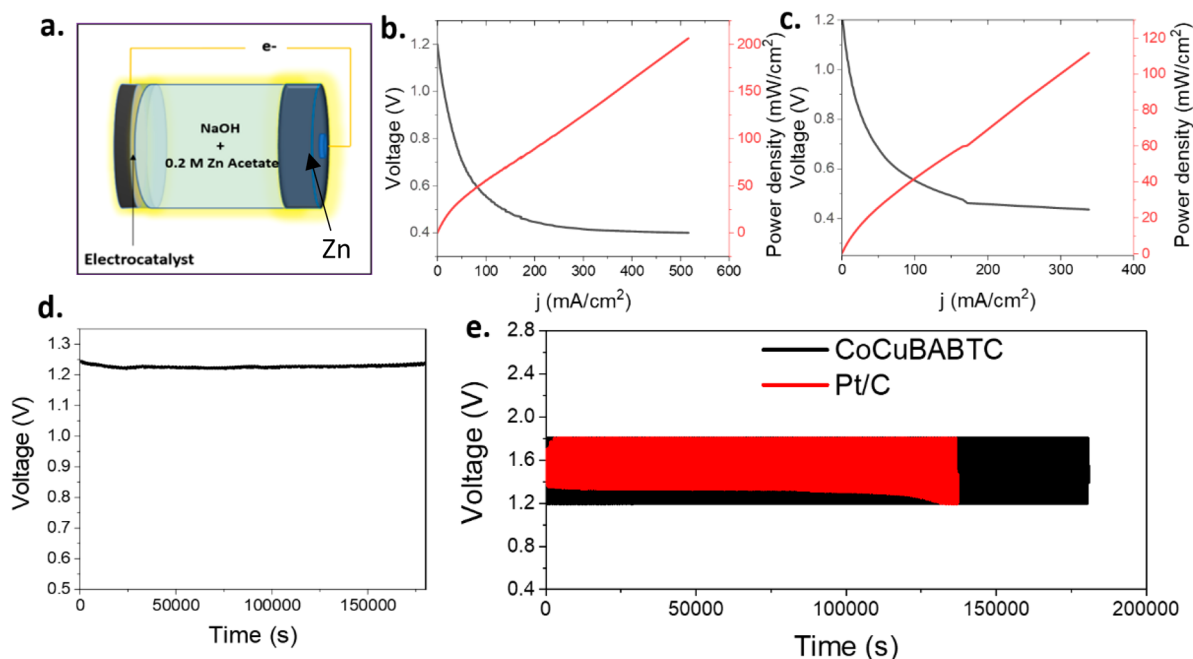 a.
e-
NaOH
+
0.2 M Zn Acetate
Electrocatalyst
Zn
b.
Voltage (V)
1.2
1.0
0.8
0.6
0.4
0 100 200 300 400 500 600
j (mA/cm²)
200
150
100
50
0
Power density (mW/cm²)
c.
Voltage (V)
1.2
1.0
0.8
0.6
0.4
0 100 200 300 400
j (mA/cm²)
120
100
80
60
40
20
0
Power density (mW/cm²)
d.
Voltage (V)
1.3
1.2
1.1
1.0
0.9
0.8
0.7
0.6
0.5
0 50000 100000 150000
Time (s)
e.
Voltage (V)
2.8
2.4
2.0
1.6
1.2
0.8
0.4
CoCuBABTC
Pt/C
0 50000 100000 150000 200000
Time (s)